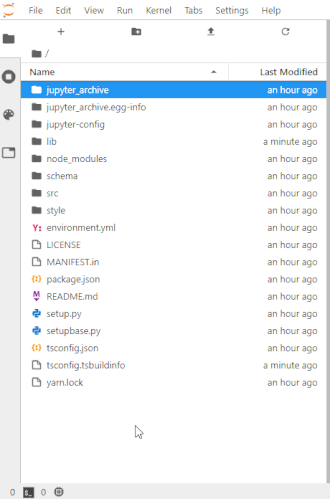 File Edit View Run Kernel Tabs Settings Help
/
Name Last Modified
jupyter_archive an hour ago
jupyter_archive.egg-info an hour ago
jupyter-config an hour ago
lib a minute ago
node_modules an hour ago
schema an hour ago
src an hour ago
style an hour ago
Y: environment.yml an hour ago
LICENSE an hour ago
MANIFEST.in an hour ago
{:} package.json an hour ago
M README.md an hour ago
setup.py an hour ago
setupbase.py an hour ago
{:} tsconfig.json an hour ago
tsconfig.tsbuildinfo a minute ago
yarn.lock an hour ago
0 0